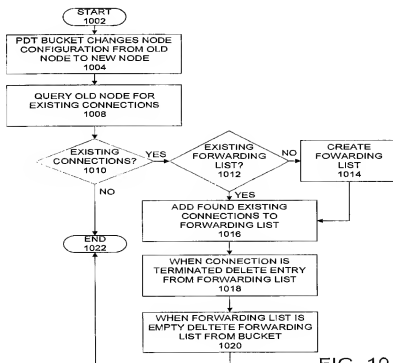 START
1002
PDT BUCKET CHANGES NODE
CONFIGURATION FROM OLD
NODE TO NEW NODE
1004
QUERY OLD NODE FOR
EXISTING CONNECTIONS
1008
EXISTING
CONNECTIONS?
1010
YES
NO
EXISTING
FORWARDING
LIST?
1012
NO
YES
CREATE
FOWARDING
LIST
1014
ADD FOUND EXISTING
CONNECTIONS TO
FORWARDING LIST
1016
END
1022
WHEN CONNECTION IS
TERMINATED DELETE ENTRY
FROM FORWARDING LIST
1018
WHEN FORWARDING LIST IS
EMPTY DELTETE FORWARDING
LIST FROM BUCKET
1020
FIG. 10